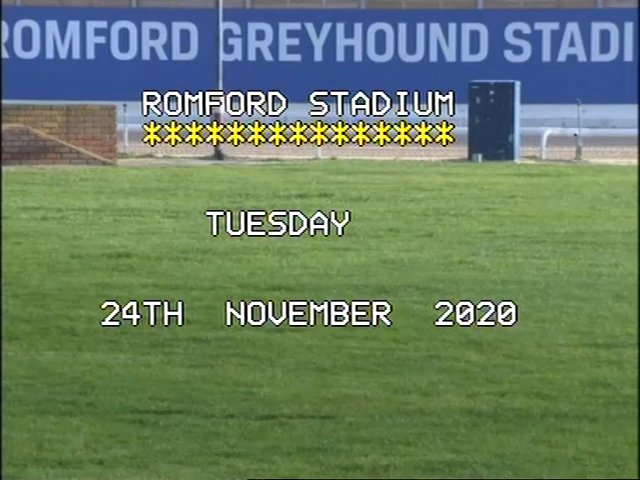 ROMFORD GREYHOUND STADI
ROMFORD STADIUM
***************
TUESDAY
24TH NOVEMBER 2020